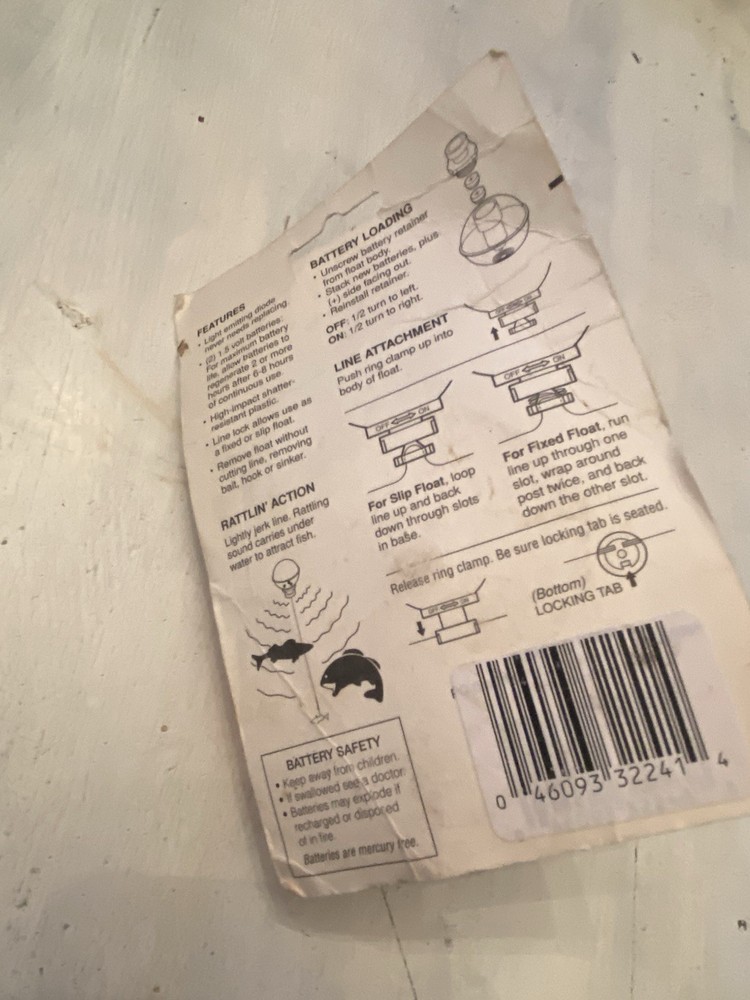 FEATURES
• Light emitting diode
never needs replacing.
• (2) 1.5 volt batteries:
For maximum battery
life, allow batteries to
regenerate 2 or more
hours after 6-8 hours
of continuous use.
• High-impact shatter-
resistant plastic.
• Line lock allows use as
a fixed or slip float.
• Remove float without
cutting line, removing
bait, hook or sinker.
RATTLIN' ACTION
Lightly jerk line. Rattling
sound carries under
water to attract fish.
BATTERY SAFETY
• Keep away from children.
• If swallowed see a doctor.
• Batteries may explode if
recharged or disposed
of in fire.
Batteries are mercury free.
BATTERY LOADING
• Unscrew battery retainer
from float body.
• Stack new batteries, plus
(+) side facing out.
• Reinstall retainer.
OFF: 1/2 turn to left.
ON: 1/2 turn to right.
LINE ATTACHMENT
Push ring clamp up into
body of float.
OFF ON
OFF ON
OFF ON
For Slip Float, loop
line up and back
down through slots
in base.
For Fixed Float, run
line up through one
slot, wrap around
post twice, and back
down the other slot.
Release ring clamp. Be sure locking tab is seated.
OFF ON
(Bottom)
LOCKING TAB
0 46093 32241 4